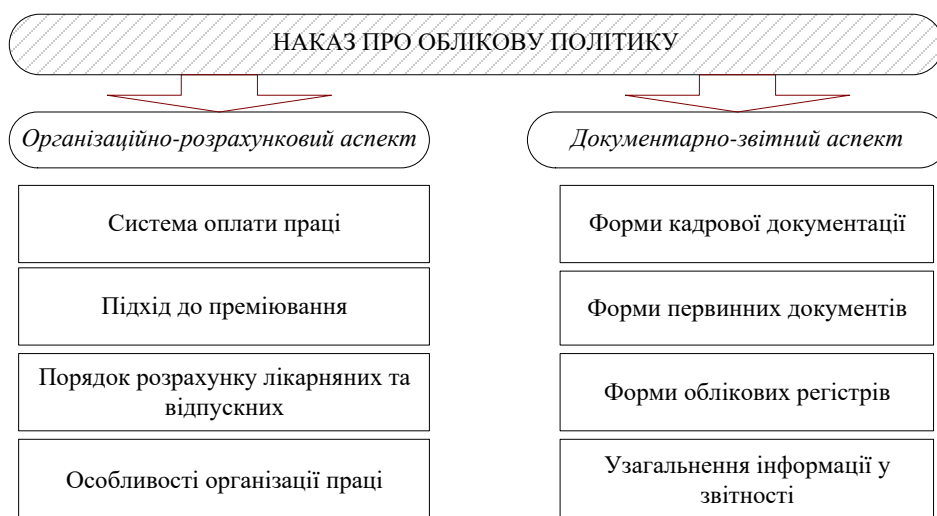 НАКАЗ ПРО ОБЛІКОВУ ПОЛІТИКУ
Організаційно-розрахунковий аспект
Система оплати праці
Підхід до преміювання
Порядок розрахунку лікарняних та
відпускних
Особливості організації праці
Документарно-звітний аспект
Форми кадрової документації
Форми первинних документів
Форми облікових регістрів
Узагальнення інформації у
звітності